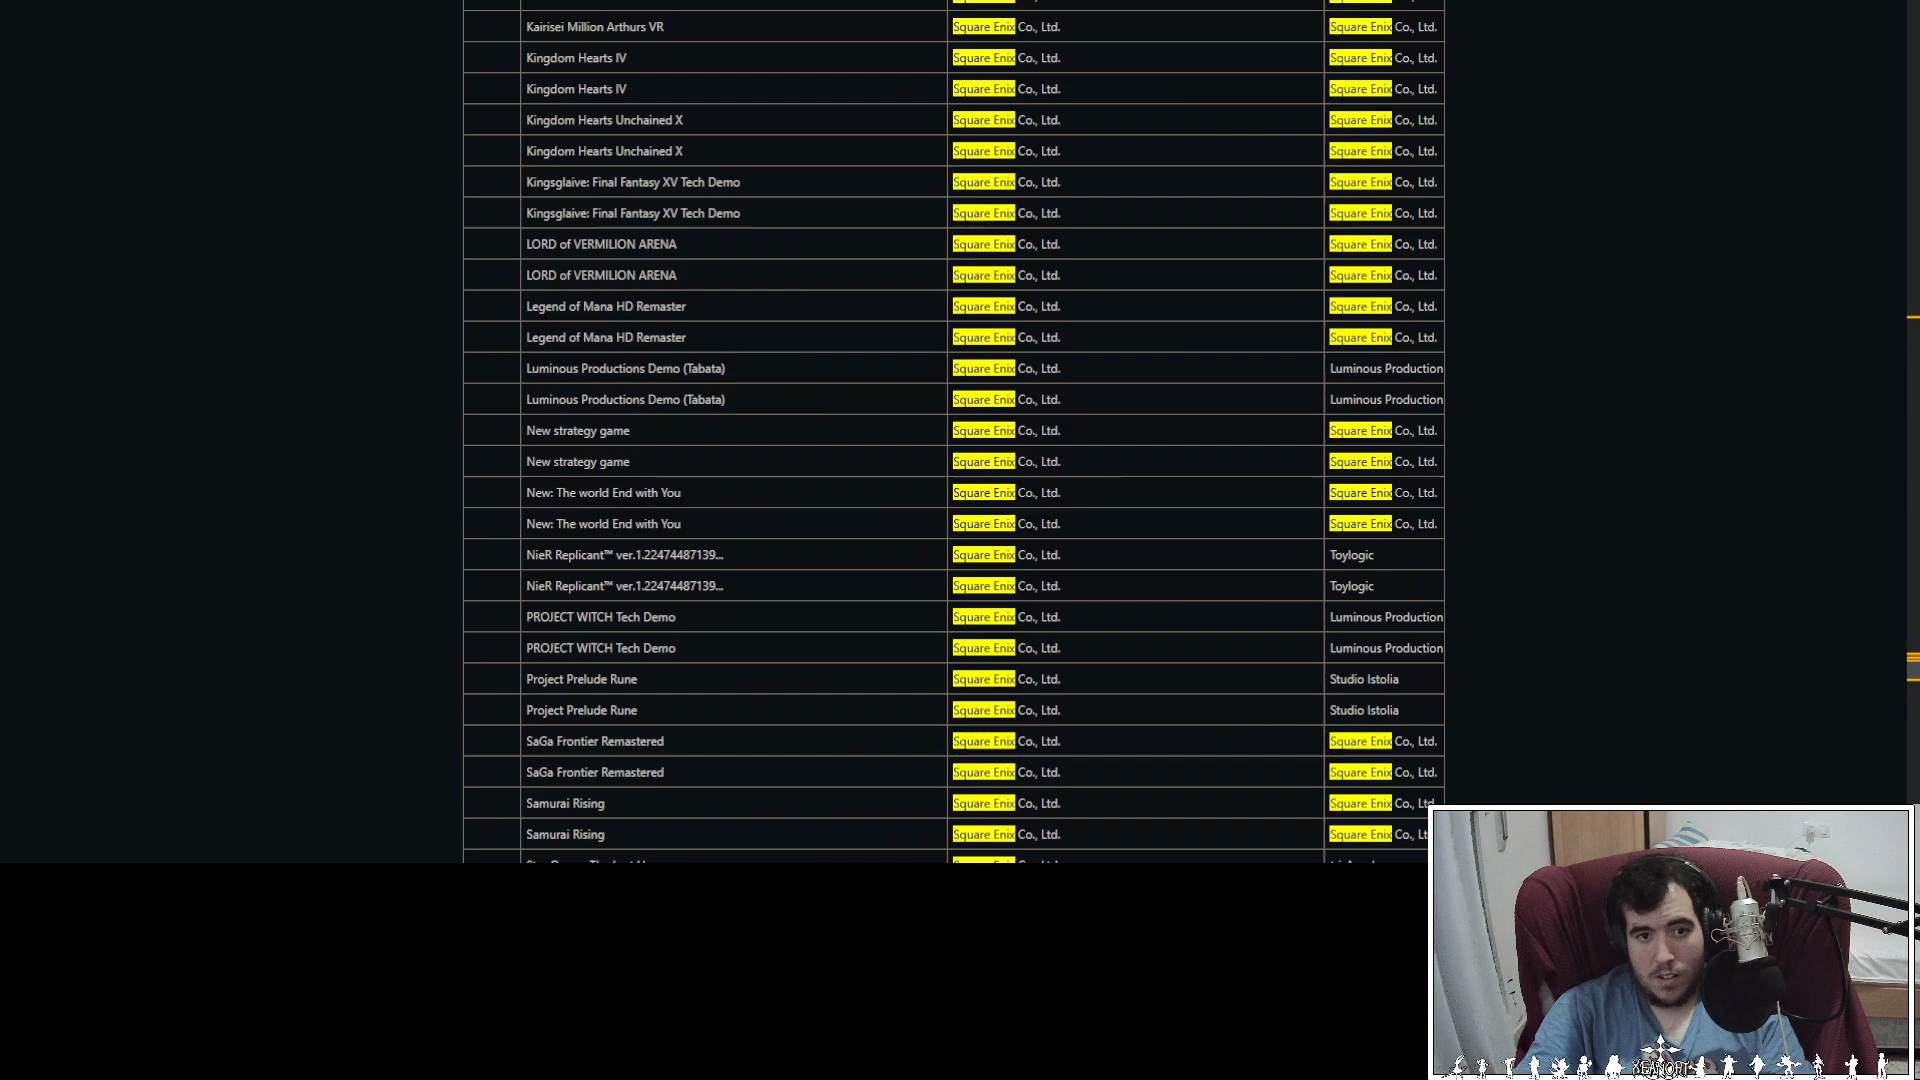 Kairisei Million Arthurs VR Square Enix Co., Ltd. Square Enix Co., Ltd.
Kingdom Hearts IV Square Enix Co., Ltd. Square Enix Co., Ltd.
Kingdom Hearts IV Square Enix Co., Ltd. Square Enix Co., Ltd.
Kingdom Hearts Unchained X Square Enix Co., Ltd. Square Enix Co., Ltd.
Kingdom Hearts Unchained X Square Enix Co., Ltd. Square Enix Co., Ltd.
Kingsglaive: Final Fantasy XV Tech Demo Square Enix Co., Ltd. Square Enix Co., Ltd.
Kingsglaive: Final Fantasy XV Tech Demo Square Enix Co., Ltd. Square Enix Co., Ltd.
LORD of VERMILION ARENA Square Enix Co., Ltd. Square Enix Co., Ltd.
LORD of VERMILION ARENA Square Enix Co., Ltd. Square Enix Co., Ltd.
Legend of Mana HD Remaster Square Enix Co., Ltd. Square Enix Co., Ltd.
Legend of Mana HD Remaster Square Enix Co., Ltd. Square Enix Co., Ltd.
Luminous Productions Demo (Tabata) Square Enix Co., Ltd. Luminous Production
Luminous Productions Demo (Tabata) Square Enix Co., Ltd. Luminous Production
New strategy game Square Enix Co., Ltd. Square Enix Co., Ltd.
New strategy game Square Enix Co., Ltd. Square Enix Co., Ltd.
New: The world End with You Square Enix Co., Ltd. Square Enix Co., Ltd.
New: The world End with You Square Enix Co., Ltd. Square Enix Co., Ltd.
NieR Replicant™ ver.1.22474487139... Square Enix Co., Ltd. Toylogic
NieR Replicant™ ver.1.22474487139... Square Enix Co., Ltd. Toylogic
PROJECT WITCH Tech Demo Square Enix Co., Ltd. Luminous Production
PROJECT WITCH Tech Demo Square Enix Co., Ltd. Luminous Production
Project Prelude Rune Square Enix Co., Ltd. Studio Istolia
Project Prelude Rune Square Enix Co., Ltd. Studio Istolia
SaGa Frontier Remastered Square Enix Co., Ltd. Square Enix Co., Ltd.
SaGa Frontier Remastered Square Enix Co., Ltd. Square Enix Co., Ltd.
Samurai Rising Square Enix Co., Ltd. Square Enix Co., Ltd.
Samurai Rising Square Enix Co., Ltd. Square Enix Co., Lt
XEANORT